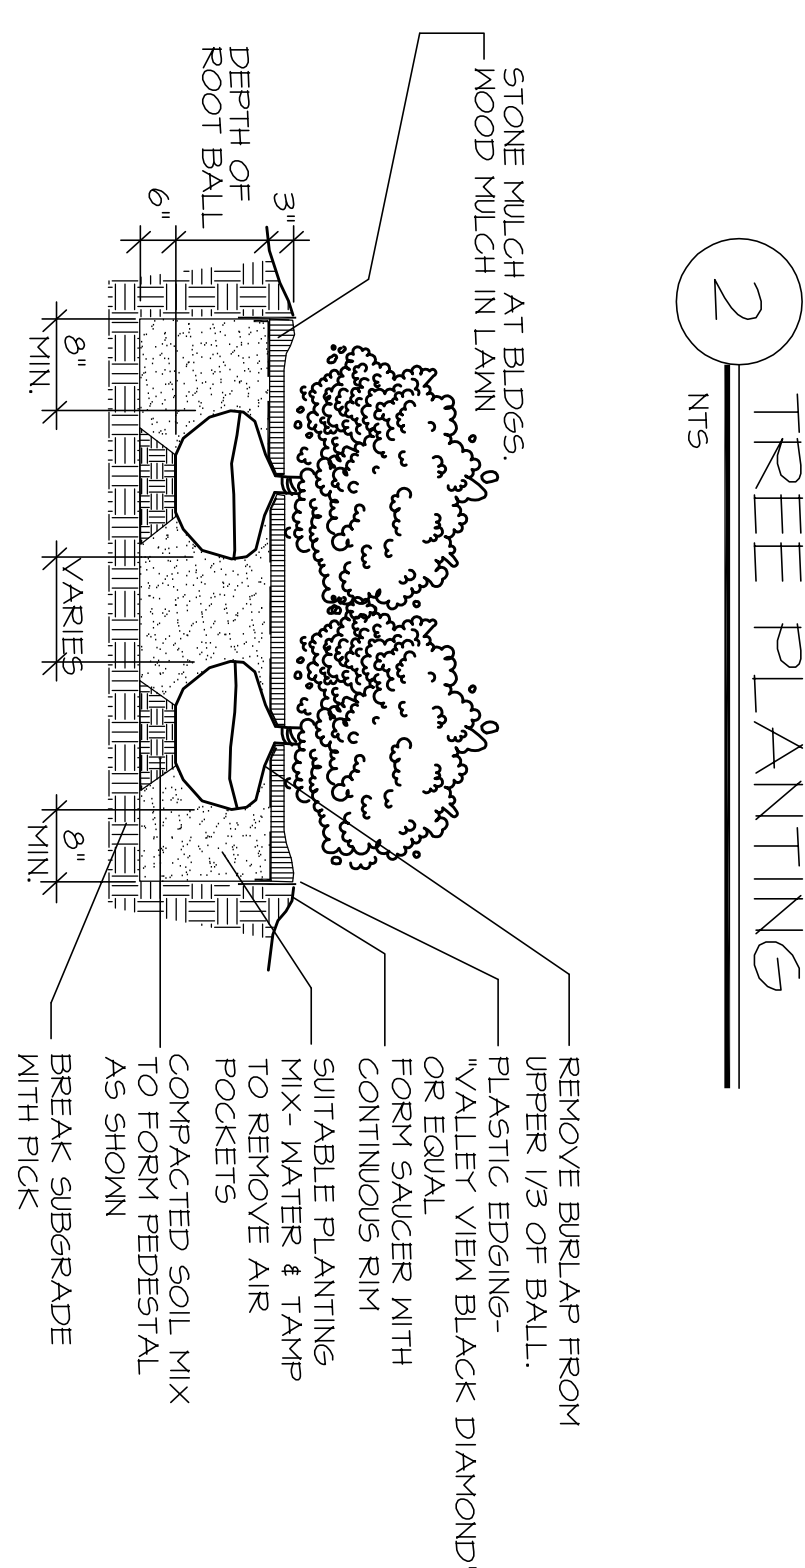 2
TREE PLANTING
NTS
STONE MULCH AT BLDGS.
WOOD MULCH IN LAWN
3"
DEPTH OF
ROOT BALL
6"
8"
MIN.
VARIES
8"
MIN.
REMOVE BURLAP FROM
UPPER 1/3 OF BALL.
PLASTIC EDGING-
"VALLEY VIEW BLACK DIAMOND"
OR EQUAL
FORM SAUCER WITH
CONTINUOUS RIM
SUITABLE PLANTING
MIX- WATER & TAMP
TO REMOVE AIR
POCKETS
COMPACTED SOIL MIX
TO FORM PEDESTAL
AS SHOWN
BREAK SUBGRADE
WITH PICK